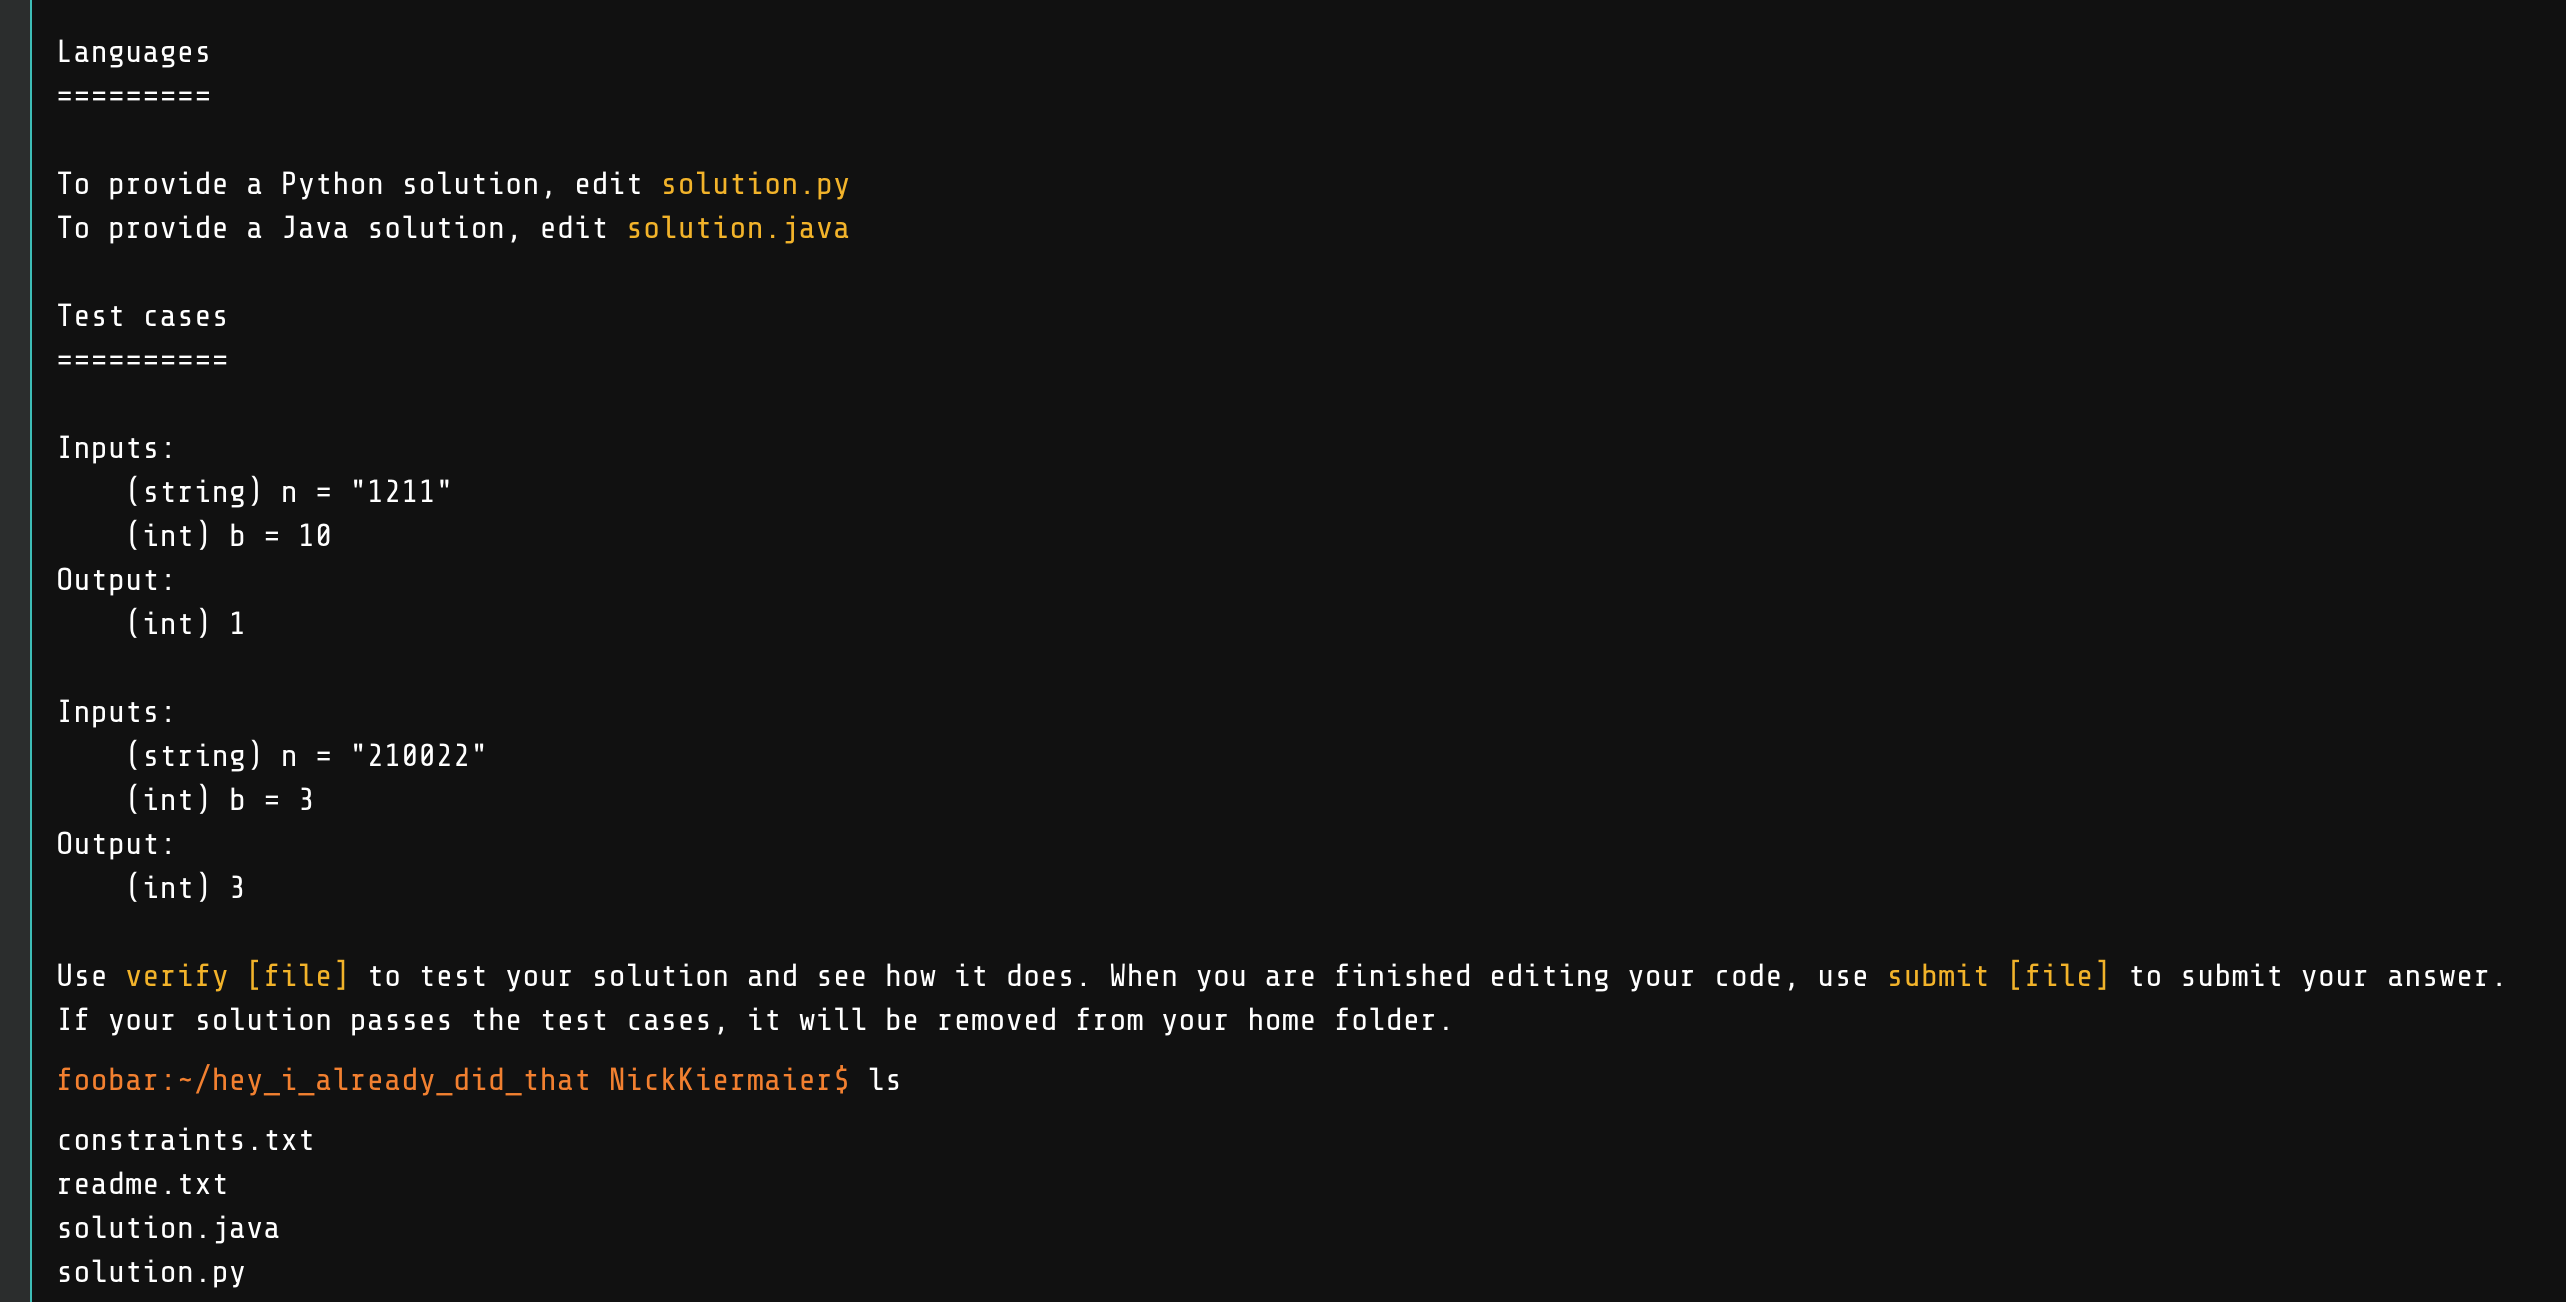 Languages
=========
To provide a Python solution, edit solution.py
To provide a Java solution, edit solution.java
Test cases
==========
Inputs:
    (string) n = "1211"
    (int) b = 10
Output:
    (int) 1
Inputs:
    (string) n = "210022"
    (int) b = 3
Output:
    (int) 3
Use verify [file] to test your solution and see how it does. When you are finished editing your code, use submit [file] to submit your answer.
If your solution passes the test cases, it will be removed from your home folder.
foobar:~/hey_i_already_did_that NickKiermaier$ ls
constraints.txt
readme.txt
solution.java
solution.py